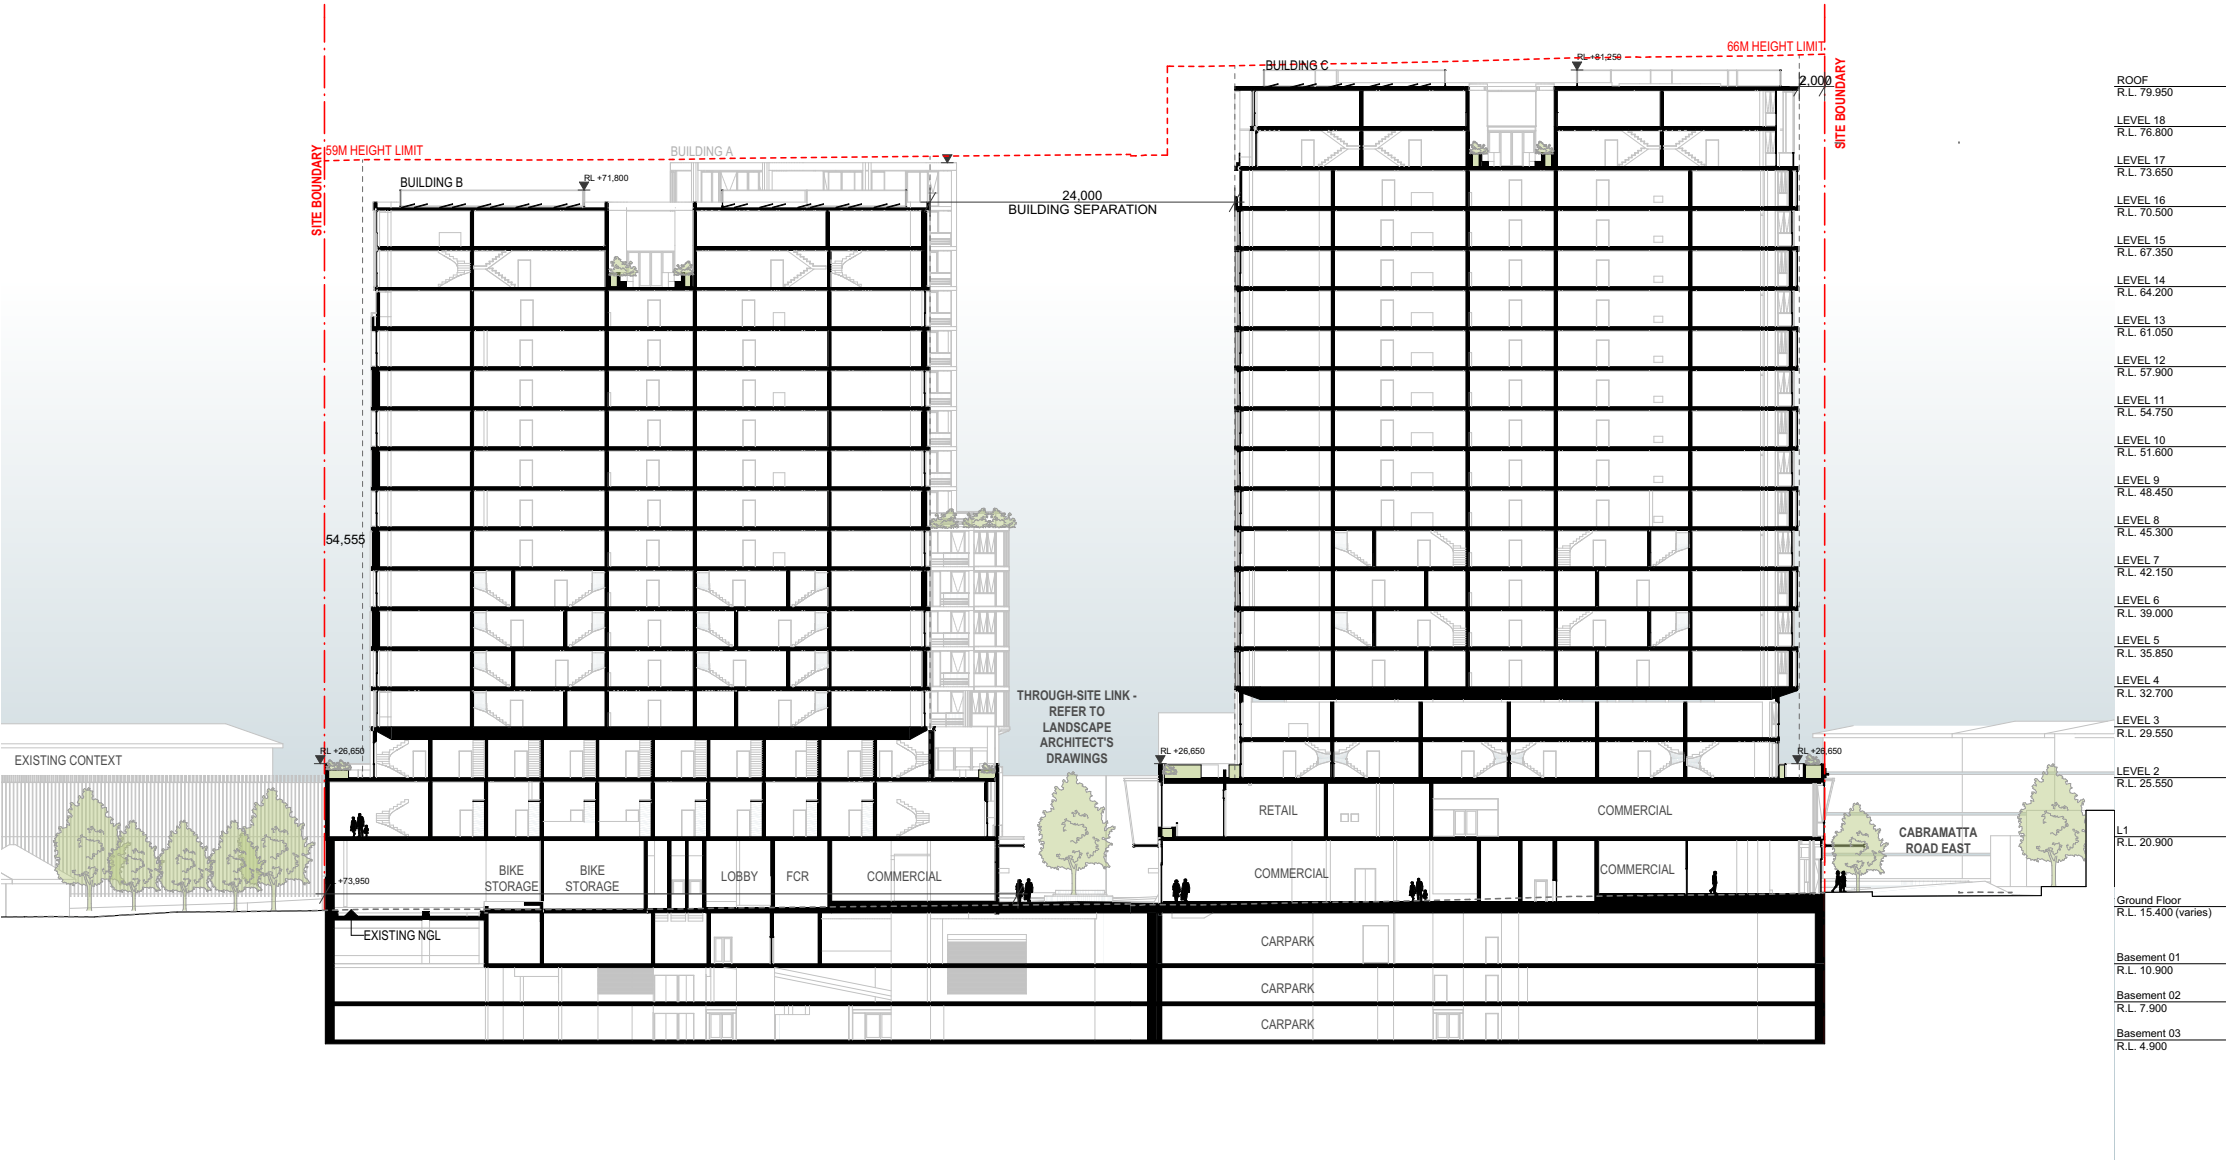 66M HEIGHT LIMIT
BUILDING C
RL +81,250
2,000
SITE BOUNDARY
59M HEIGHT LIMIT
BUILDING A
SITE BOUNDARY
BUILDING B
RL +71,800
24,000
BUILDING SEPARATION
54,555
THROUGH-SITE LINK -
REFER TO
LANDSCAPE
ARCHITECT'S
DRAWINGS
EXISTING CONTEXT
RL +26,650
RL +26,650
RL +26,650
RETAIL
COMMERCIAL
CABRAMATTA
ROAD EAST
BIKE
STORAGE
BIKE
STORAGE
LOBBY
FCR
COMMERCIAL
COMMERCIAL
COMMERCIAL
+73,950
EXISTING NGL
CARPARK
CARPARK
CARPARK
ROOF
R.L. 79.950
LEVEL 18
R.L. 76.800
LEVEL 17
R.L. 73.650
LEVEL 16
R.L. 70.500
LEVEL 15
R.L. 67.350
LEVEL 14
R.L. 64.200
LEVEL 13
R.L. 61.050
LEVEL 12
R.L. 57.900
LEVEL 11
R.L. 54.750
LEVEL 10
R.L. 51.600
LEVEL 9
R.L. 48.450
LEVEL 8
R.L. 45.300
LEVEL 7
R.L. 42.150
LEVEL 6
R.L. 39.000
LEVEL 5
R.L. 35.850
LEVEL 4
R.L. 32.700
LEVEL 3
R.L. 29.550
LEVEL 2
R.L. 25.550
L1
R.L. 20.900
Ground Floor
R.L. 15.400 (varies)
Basement 01
R.L. 10.900
Basement 02
R.L. 7.900
Basement 03
R.L. 4.900